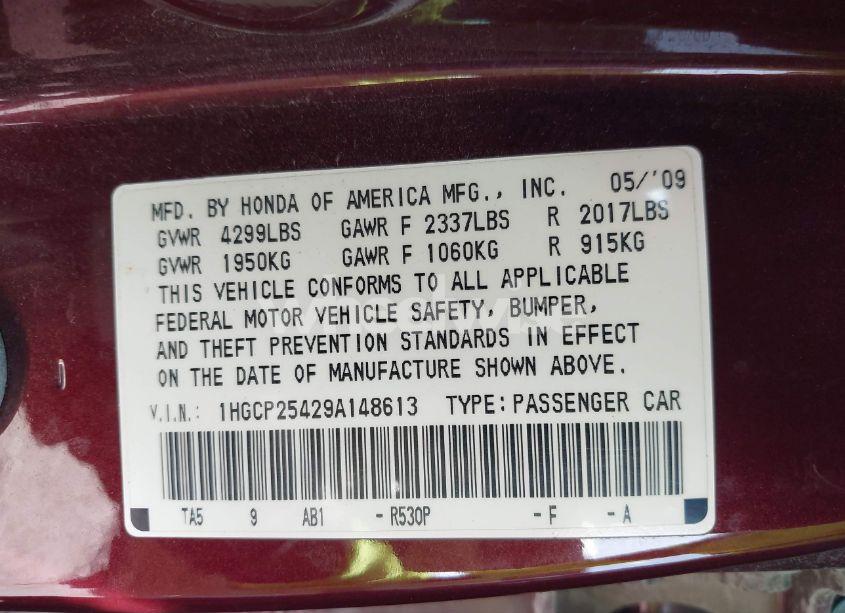 MFD. BY HONDA OF AMERICA MFG., INC. 05/'09
GVWR 4299LBS GAWR F 2337LBS R 2017LBS
GVWR 1950KG GAWR F 1060KG R 915KG
THIS VEHICLE CONFORMS TO ALL APPLICABLE
FEDERAL MOTOR VEHICLE SAFETY, BUMPER,
AND THEFT PREVENTION STANDARDS IN EFFECT
ON THE DATE OF MANUFACTURE SHOWN ABOVE.
V.I.N.: 1HGCP25429A148613 TYPE:PASSENGER CAR
TA5 9 AB1 -R530P -F -A